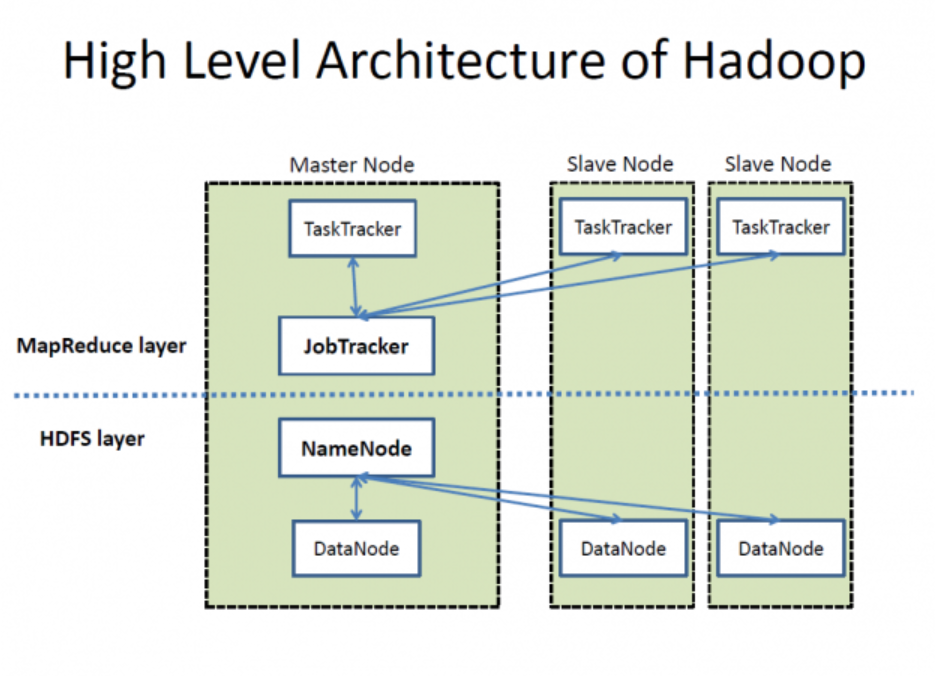 High Level Architecture of Hadoop
Master Node
Slave Node
Slave Node
TaskTracker
TaskTracker
TaskTracker
MapReduce layer
JobTracker
HDFS layer
NameNode
DataNode
DataNode
DataNode